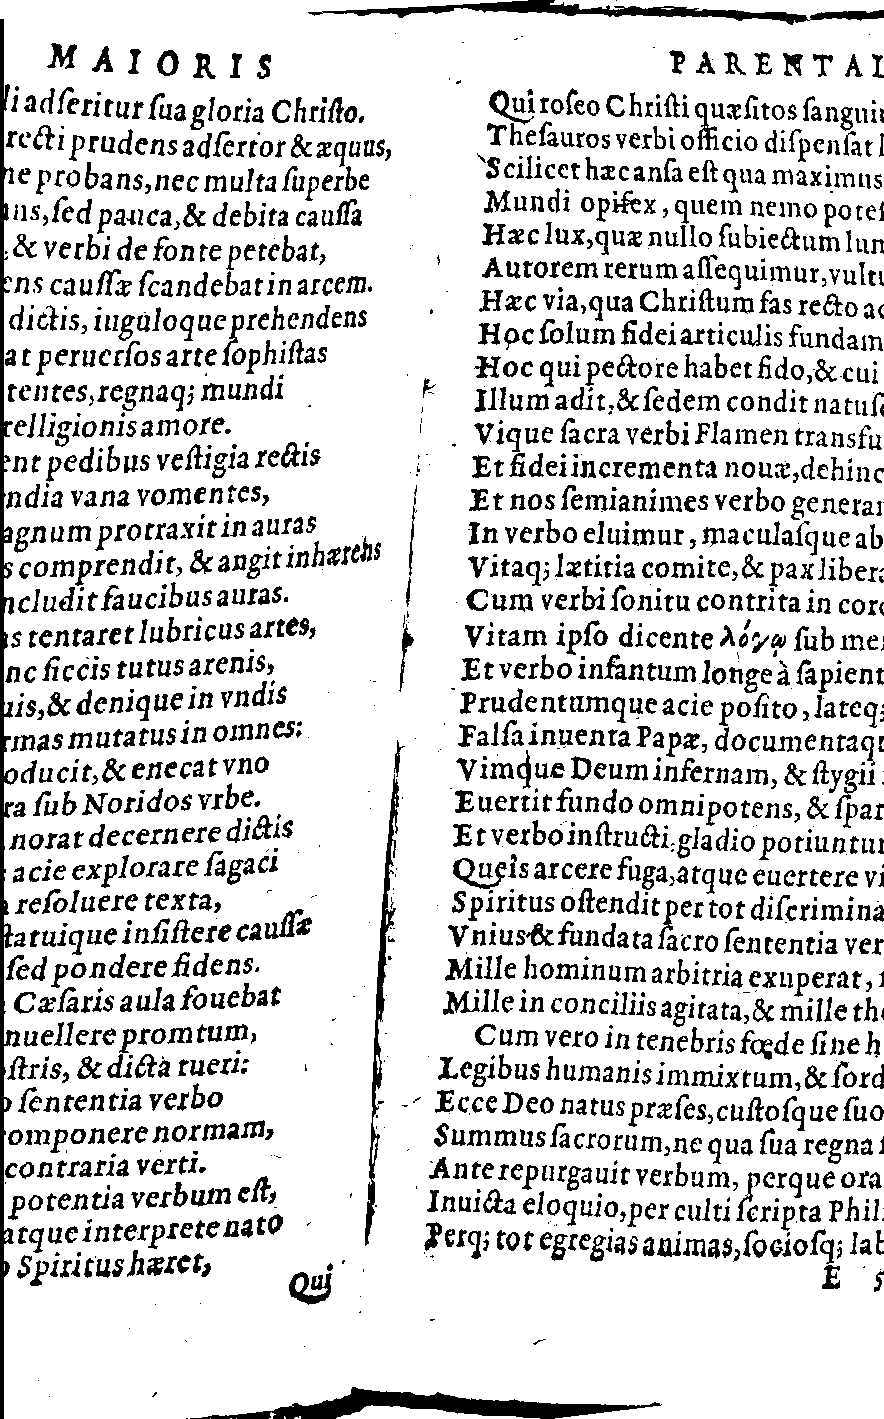 MAIORIS
adſeritur ſua gloria Chriſto.
recti prudens adſertor & æquus,
ne probans, nec multa ſuperbe
ſed pauca, & debita cauſſa
& verbi de fonte petebat,
ens cauſſæ ſcandebat in arcem.
dictis, iuguloque prehendens
at peruerſos arte ſophiſtas
tentes, regnaq; mundi
relligionis amore.
ent pedibus veſtigia rectis
ndia vana vomentes,
agnum protraxit in auras
s comprendit, & angit inhærens
ncludit faucibus auras.
as tentaret lubricus artes,
nc ſiccis tutus arenis,
uis, & denique in vndis
rmas mutatus in omnes:
oducit, & enecat vno
ra ſub Noridos vrbe.
norat decernere dictis
acie explorare ſagaci
reſoluere texta,
ſtatuique inſiſtere cauſſæ
ſed pondere fidens.
Cæſaris aula fouebat
nuellere promtum,
ſtris, & dicta tueri:
o ſententia verbo
componere normam,
contraria verti.
potentia verbum eſt,
atque interprete nato
o Spiritus hæret,
Qui
PARENTAL
Qui roſeo Chriſti quæſitos ſangui
Theſauros verbi officio diſpenſat
Scilicet hæc anſa eſt qua maximus
Mundi opifex, quem nemo poteſ
Hæc lux, quæ nullo ſubiectum lum
Autorem rerum aſſequimur, vultu
Hæc via, qua Chriſtum fas recto ac
Hoc ſolum fidei articulis fundam
Hoc qui pectore habet fido, & cui
Illum adit, & ſedem condit natuſ
Vique ſacra verbi Flamen transfu
Et fidei incrementa nouæ, dehinc
Et nos ſemianimes verbo generar
In verbo eluimur, maculaſque ab
Vitaq; lætitia comite, & pax libera
Cum verbi ſonitu contrita in cord
Vitam ipſo dicente λόγῳ ſub me
Et verbo infantum longe à ſapient
Prudentumque acie poſito, lateq;
Falſa inuenta Papæ, documentaqu
Vimque Deum infernam, & ſtygii
Euertit fundo omnipotens, & ſpar
Et verbo inſtructi, gladio potiuntur
Queis arcere fuga, atque euertere vi
Spiritus oſtendit per tot diſcrimina
Vnius & fundata ſacro ſententia ver
Mille hominum arbitria exuperat,
Mille in conciliis agitata, & mille the
Cum vero in tenebris fœde ſine h
Legibus humanis immixtum, & ſord
Ecce Deo natus præſes, cuſtoſque ſuo
Summus ſacrorum, ne qua ſua regna
Ante repurgauit verbum, perque ora
Inuicta eloquio, per culti ſcripta Phil
Perq; tot egregias animas, ſocioſq; lab
E